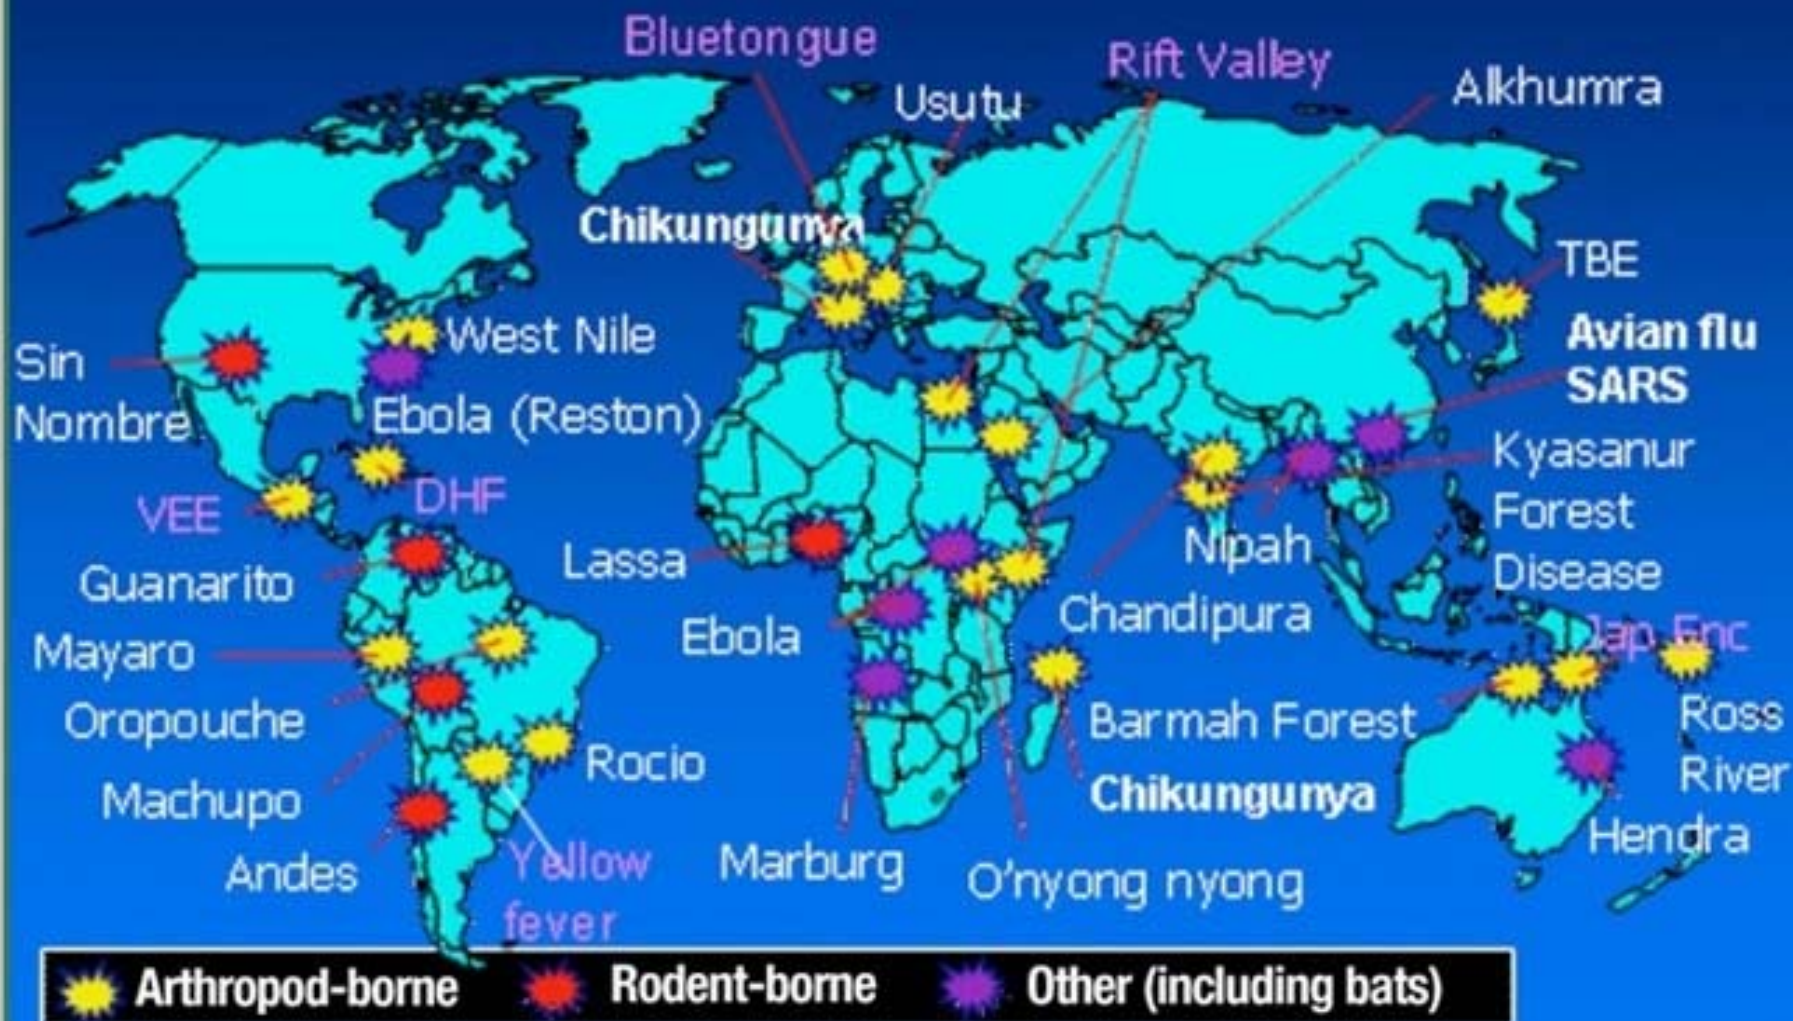 Bluetongue
Rift Valley
Usutu
Alkhumra
Chikungunya
TBE
West Nile
Avian flu
SARS
Sin
Nombre
Ebola (Reston)
Kyasanur
Forest
Disease
VEE
DHF
Nipah
Lassa
Guanarito
Chandipura
Ebola
Jap Enc
Mayaro
Oropouche
Barmah Forest
Ross
River
Rocio
Machupo
Chikungunya
Hendra
Andes
Yellow
fever
Marburg
O'nyong nyong
Arthropod-borne
Rodent-borne
Other (including bats)